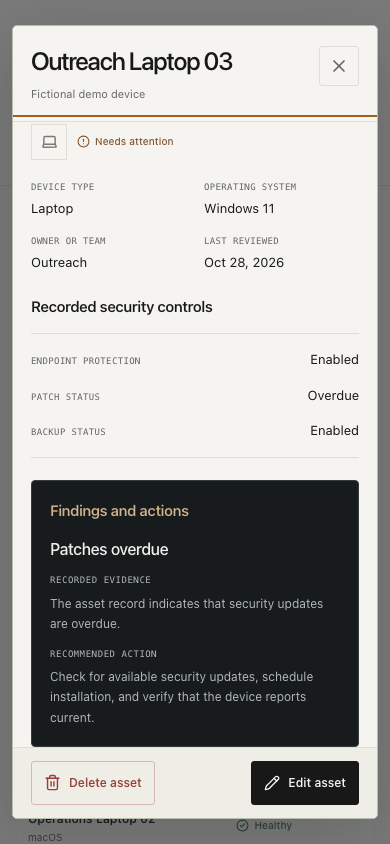 Outreach Laptop 03
Fictional demo device
Needs attention
DEVICE TYPE
OPERATING SYSTEM
Laptop
Windows 11
OWNER OR TEAM
LAST REVIEWED
Outreach
Oct 28, 2026
Recorded security controls
ENDPOINT PROTECTION
Enabled
PATCH STATUS
Overdue
BACKUP STATUS
Enabled
Findings and actions
Patches overdue
RECORDED EVIDENCE
The asset record indicates that security updates
are overdue.
RECOMMENDED ACTION
Check for available security updates, schedule
installation, and verify that the device reports
current.
Delete asset
Edit asset
Operations Laptop 02
Healthy
macOS